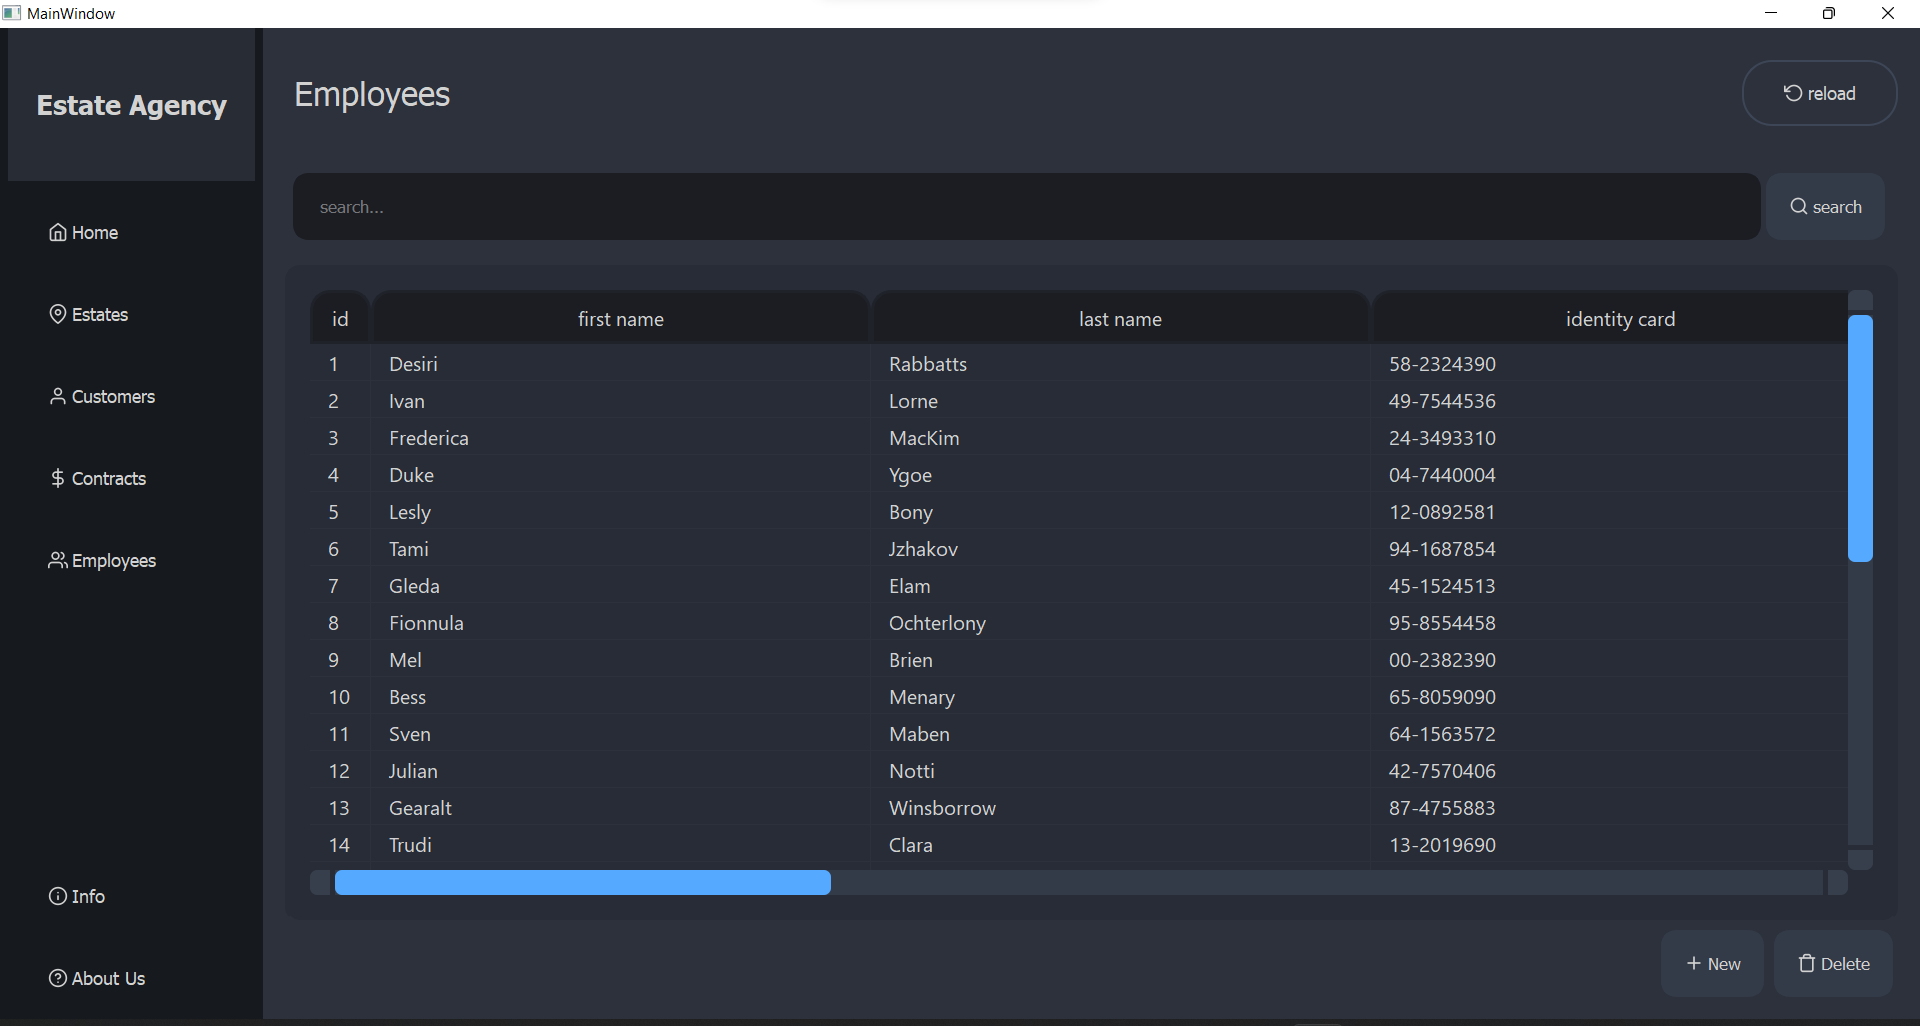 MainWindow
Estate Agency
Home
Estates
Customers
Contracts
Employees
Info
About Us
Employees
reload
search...
search
id first name last name identity card
1 Desiri Rabbatts 58-2324390
2 Ivan Lorne 49-7544536
3 Frederica MacKim 24-3493310
4 Duke Ygoe 04-7440004
5 Lesly Bony 12-0892581
6 Tami Jzhakov 94-1687854
7 Gleda Elam 45-1524513
8 Fionnula Ochterlony 95-8554458
9 Mel Brien 00-2382390
10 Bess Menary 65-8059090
11 Sven Maben 64-1563572
12 Julian Notti 42-7570406
13 Gearalt Winsborrow 87-4755883
14 Trudi Clara 13-2019690
New
Delete